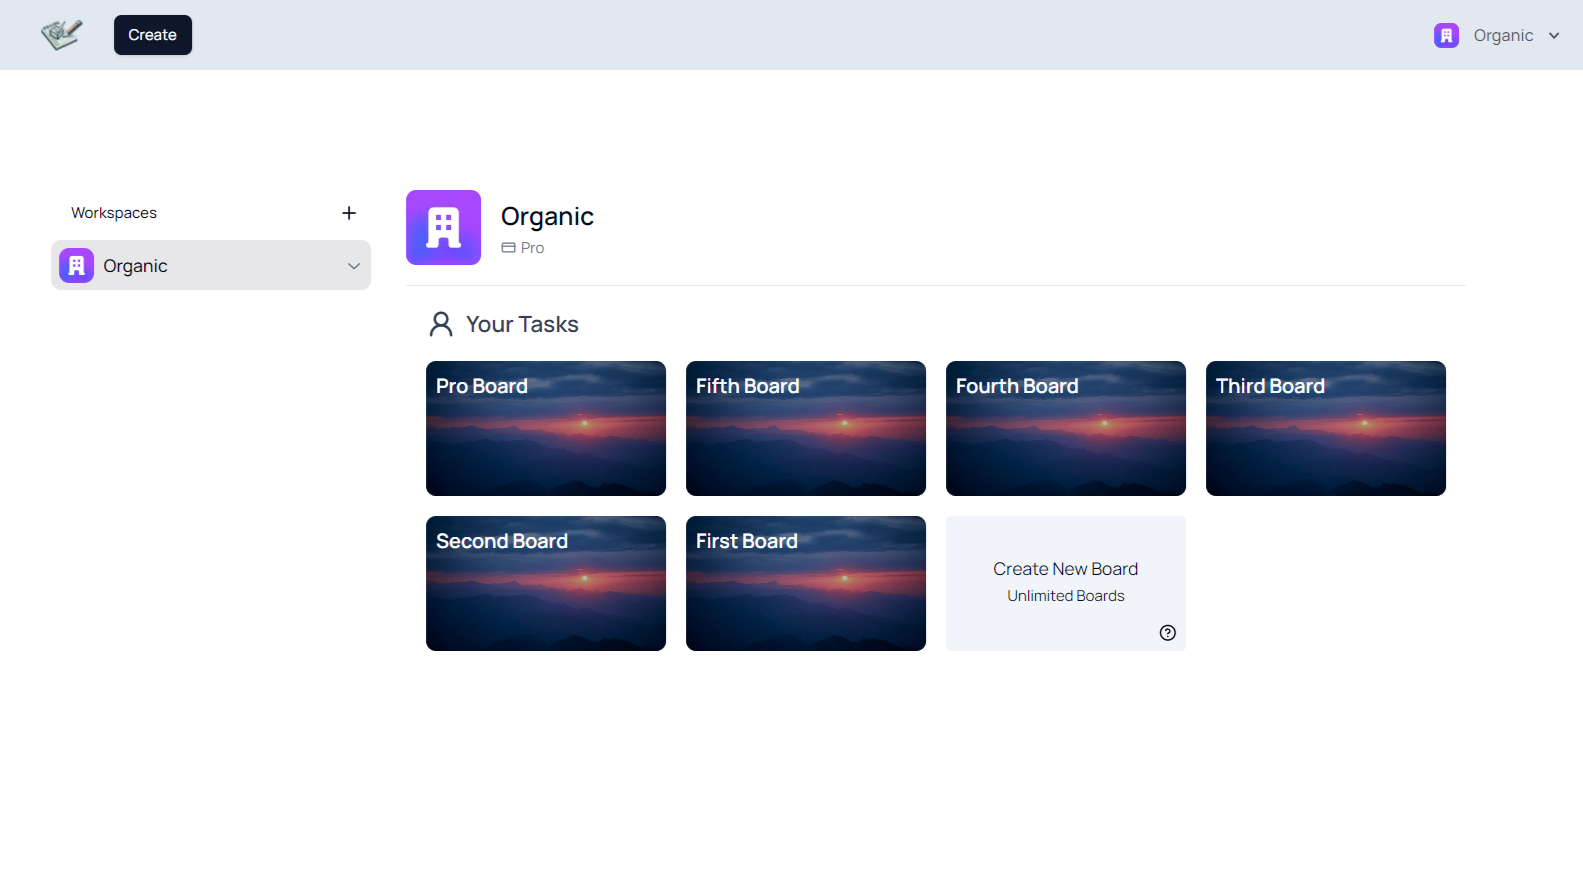 Create
Organic
Workspaces
Organic
Organic
Pro
Your Tasks
Pro Board
Fifth Board
Fourth Board
Third Board
Second Board
First Board
Create New Board
Unlimited Boards